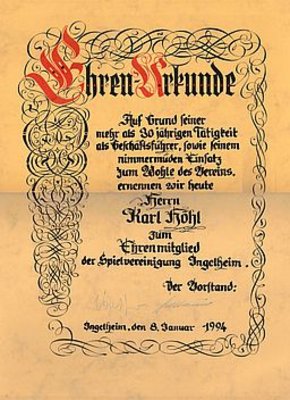 Ehren-Urkunde
Auf Grund seiner
mehr als 30 jährigen Tätigkeit
als Geschäftsführer, sowie seinem
nimmermüden Einsatz
zum Wohle des Vereins,
ernennen wir heute
Herrn
Karl Höhl
zum
Ehrenmitglied
der Spielvereinigung Ingelheim.
Der Vorstand:
Ingelheim, den 8. Januar 1994